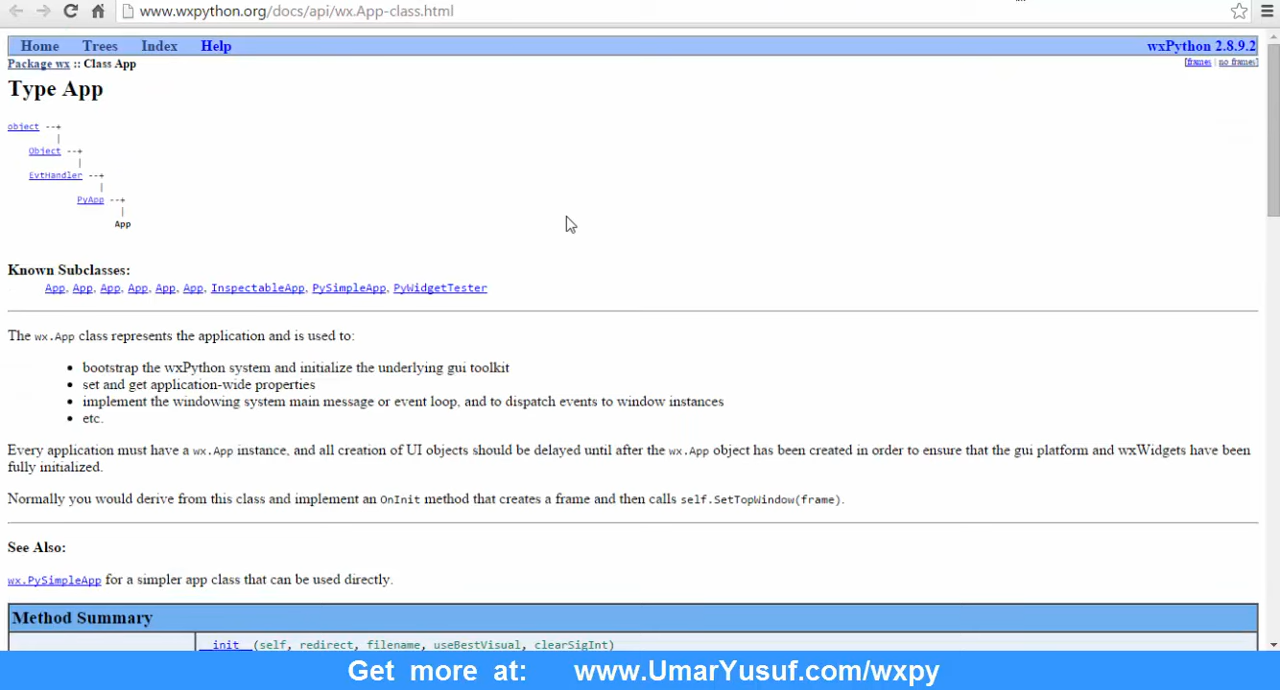 www.wxpython.org/docs/api/wx.App-class.html
Home Trees Index Help wxPython 2.8.9.2
Package wx :: Class App [frames | no frames]
Type App
object --+
|
Object --+
|
EvtHandler --+
|
PyApp --+
|
App
Known Subclasses:
App, App, App, App, App, App, InspectableApp, PySimpleApp, PyWidgetTester
The wx.App class represents the application and is used to:
• bootstrap the wxPython system and initialize the underlying gui toolkit
• set and get application-wide properties
• implement the windowing system main message or event loop, and to dispatch events to window instances
• etc.
Every application must have a wx.App instance, and all creation of UI objects should be delayed until after the wx.App object has been created in order to ensure that the gui platform and wxWidgets have been
fully initialized.
Normally you would derive from this class and implement an OnInit method that creates a frame and then calls self.SetTopWindow(frame).
See Also:
wx.PySimpleApp for a simpler app class that can be used directly.
Method Summary
__init__(self, redirect, filename, useBestVisual, clearSigInt)
Get more at: www.UmarYusuf.com/wxpy